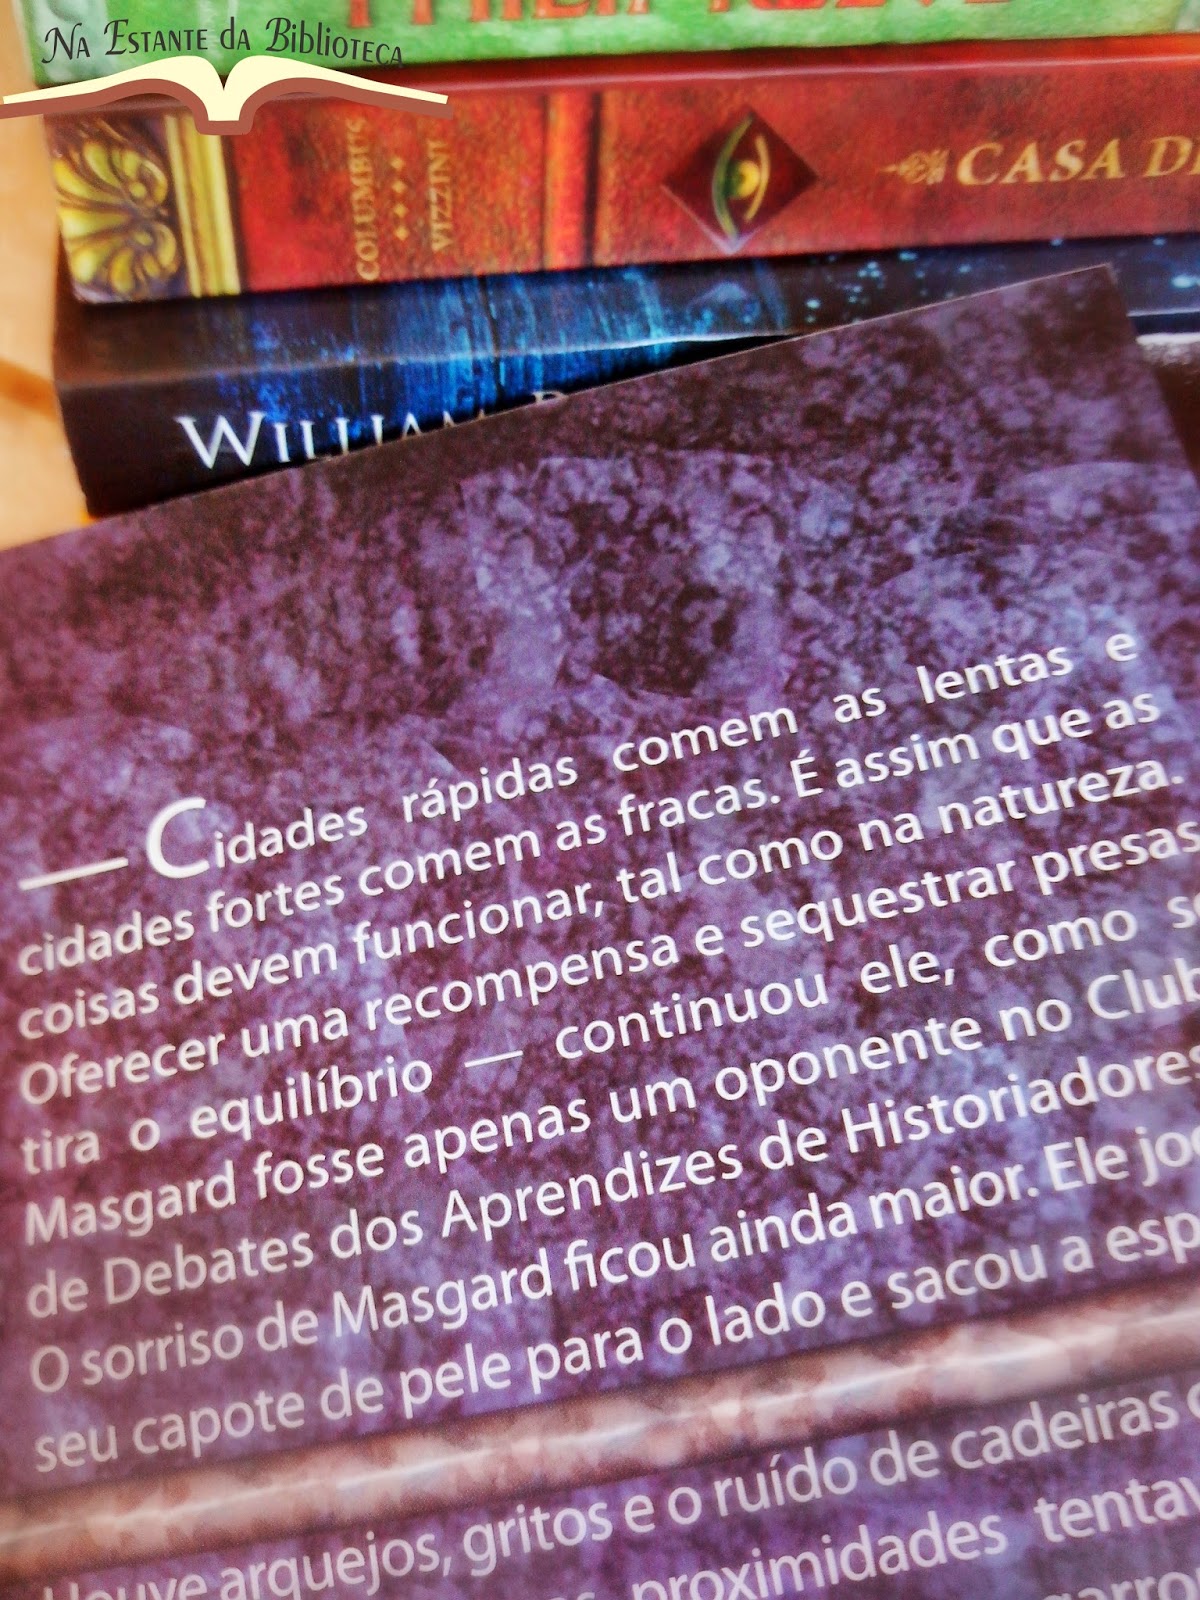 Na Estante da Biblioteca
COLUMBUS
VIZZINI
CASA DE
WILLIAM
— Cidades rápidas comem as lentas e
cidades fortes comem as fracas. É assim que as
coisas devem funcionar, tal como na natureza.
Oferecer uma recompensa e sequestrar presas
tira o equilíbrio — continuou ele, como se
Masgard fosse apenas um oponente no Club
de Debates dos Aprendizes de Historiadores
O sorriso de Masgard ficou ainda maior. Ele jo
seu capote de pele para o lado e sacou a esp
Houve arquejos, gritos e o ruído de cadeiras
proximidades tentav